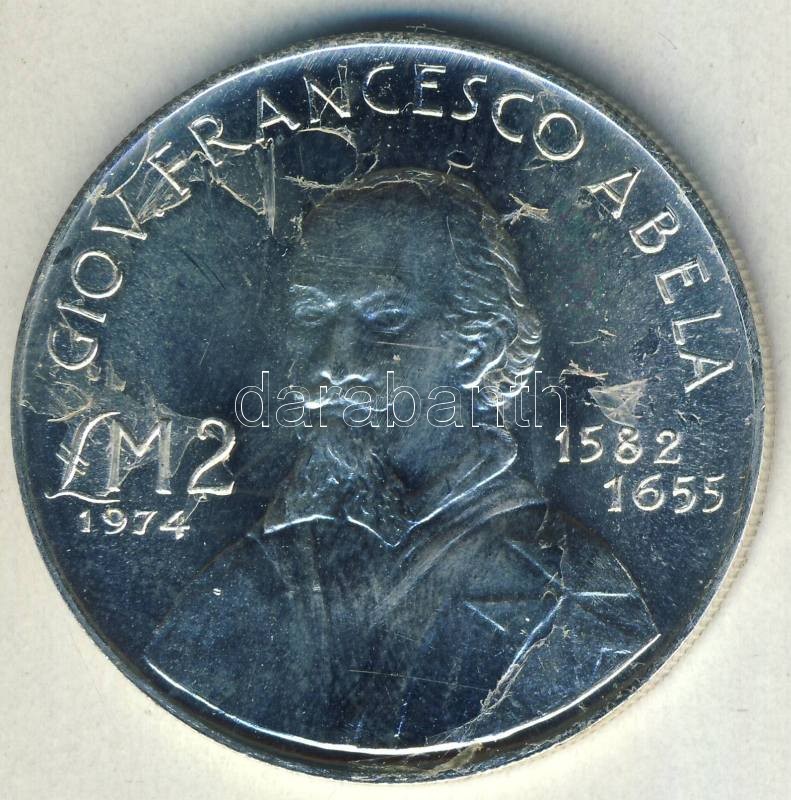 GIOV. FRANCESCO ABELA
£M2
1974
1582
1655
darabanth